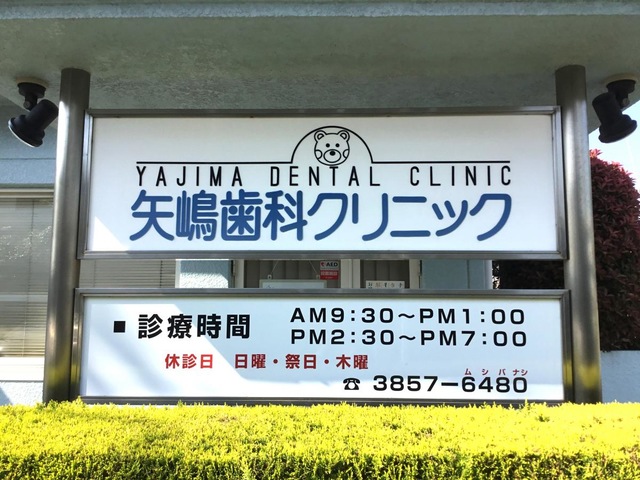 YAJIMA DENTAL CLINIC
矢嶋歯科クリニック
AED
■ 診療時間 AM9:30～PM1:00
PM2:30～PM7:00
休診日 日曜・祭日・木曜
ムシバナシ
☎ 3857-6480